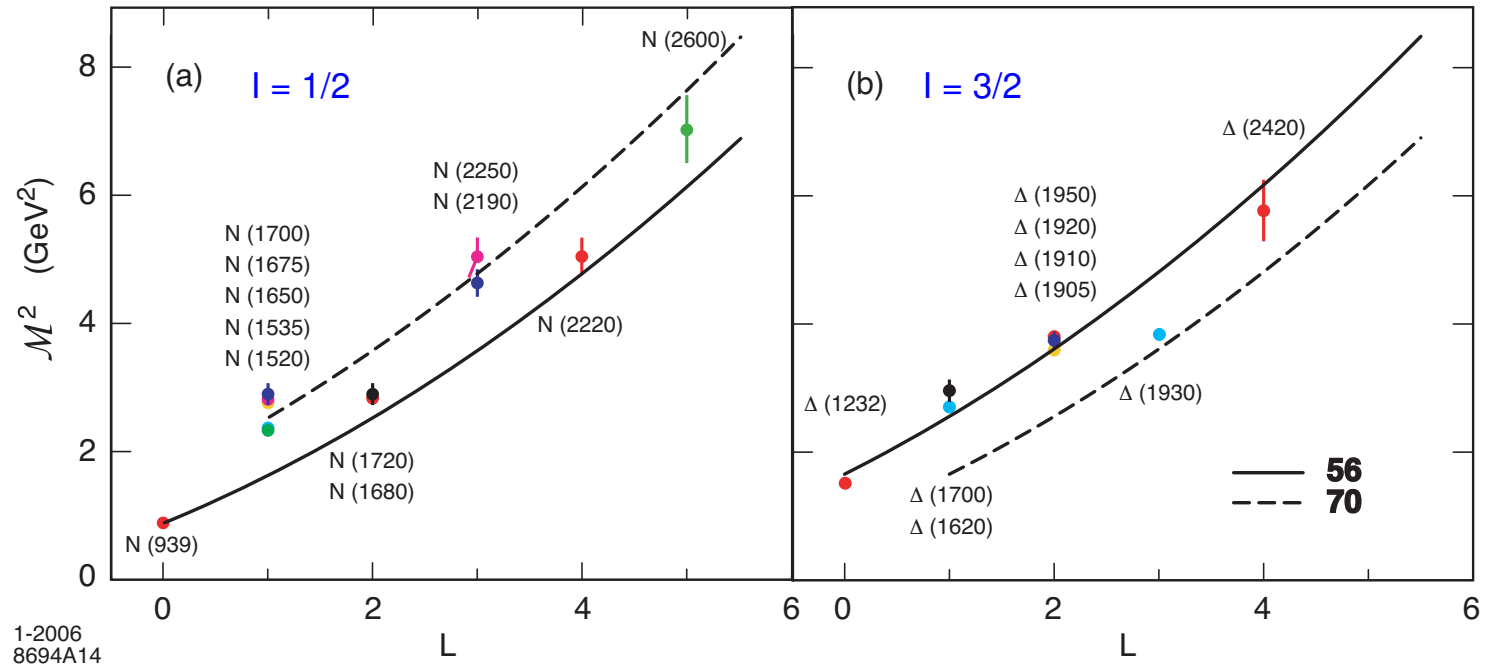 (a) I = 1/2
N (2600)
N (2250)
N (2190)
N (1700)
N (1675)
N (1650)
N (1535)
N (1520)
N (2220)
N (1720)
N (1680)
N (939)
8
6
4
2
0
ℳ² (GeV²)
0 2 4 6
L
(b) I = 3/2
Δ (2420)
Δ (1950)
Δ (1920)
Δ (1910)
Δ (1905)
Δ (1232)
Δ (1930)
Δ (1700)
Δ (1620)
56
70
0 2 4 6
L
1-2006
8694A14